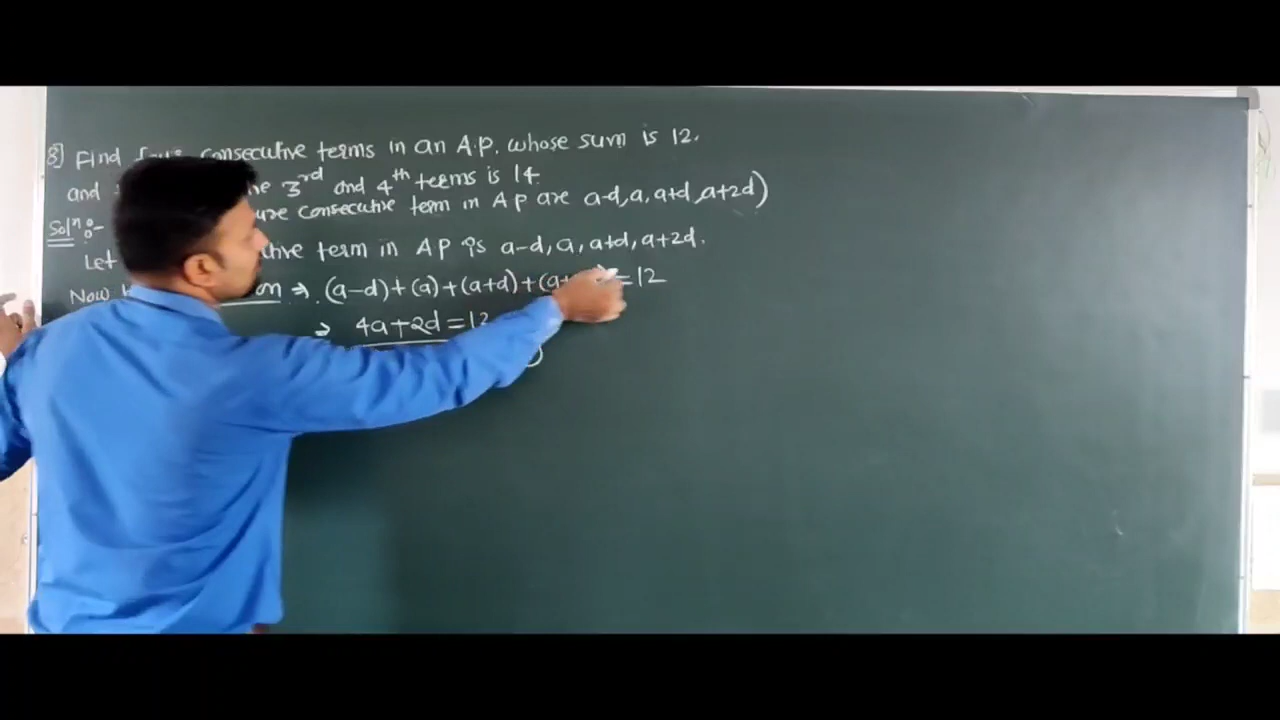 8] Find consecutive terms in an A.P. whose sum is 12.
and 3rd and 4th terms is 14.
consecutive term in AP are a-d, a, a+d, a+2d)
Soln :-
Let term in AP is a-d, a, a+d, a+2d.
Now ⇒ (a-d)+(a)+(a+d)+(a+ =12
⇒ 4a+2d=12